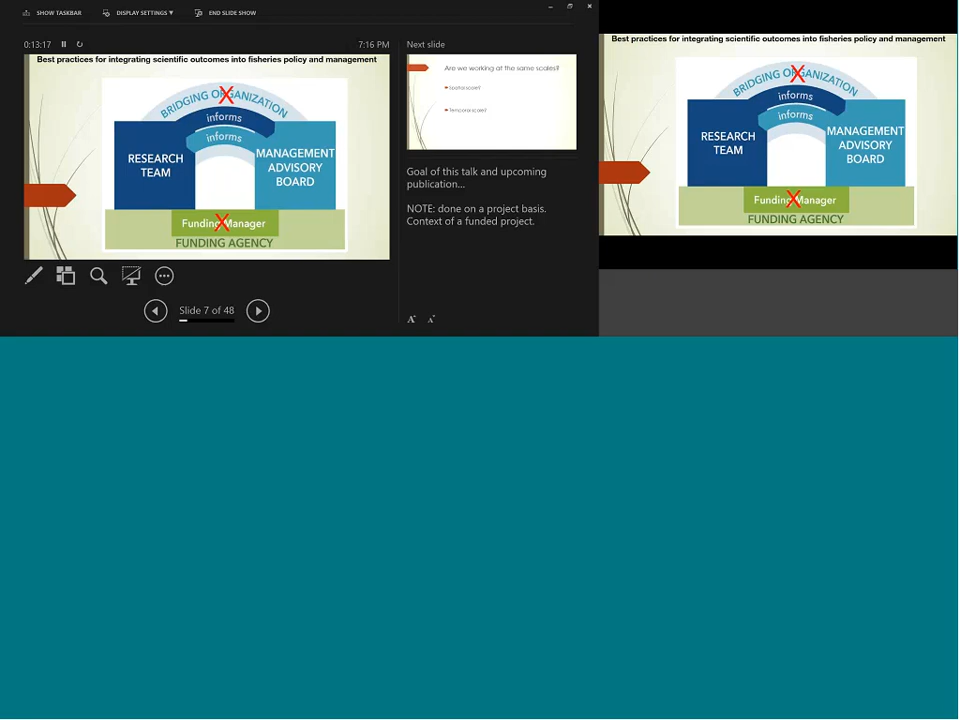 SHOW TASKBAR
DISPLAY SETTINGS ▾
END SLIDE SHOW
0:13:17
7:16 PM
Best practices for integrating scientific outcomes into fisheries policy and management
BRIDGING ORGANIZATION
informs
informs
RESEARCH
TEAM
MANAGEMENT
ADVISORY
BOARD
Funding Manager
FUNDING AGENCY
Slide 7 of 48
Next slide
Are we working at the same scales?
Spatial scale?
Temporal scale?
Goal of this talk and upcoming
publication...
NOTE: done on a project basis.
Context of a funded project.
A A
Best practices for integrating scientific outcomes into fisheries policy and management
BRIDGING ORGANIZATION
informs
informs
RESEARCH
TEAM
MANAGEMENT
ADVISORY
BOARD
Funding Manager
FUNDING AGENCY